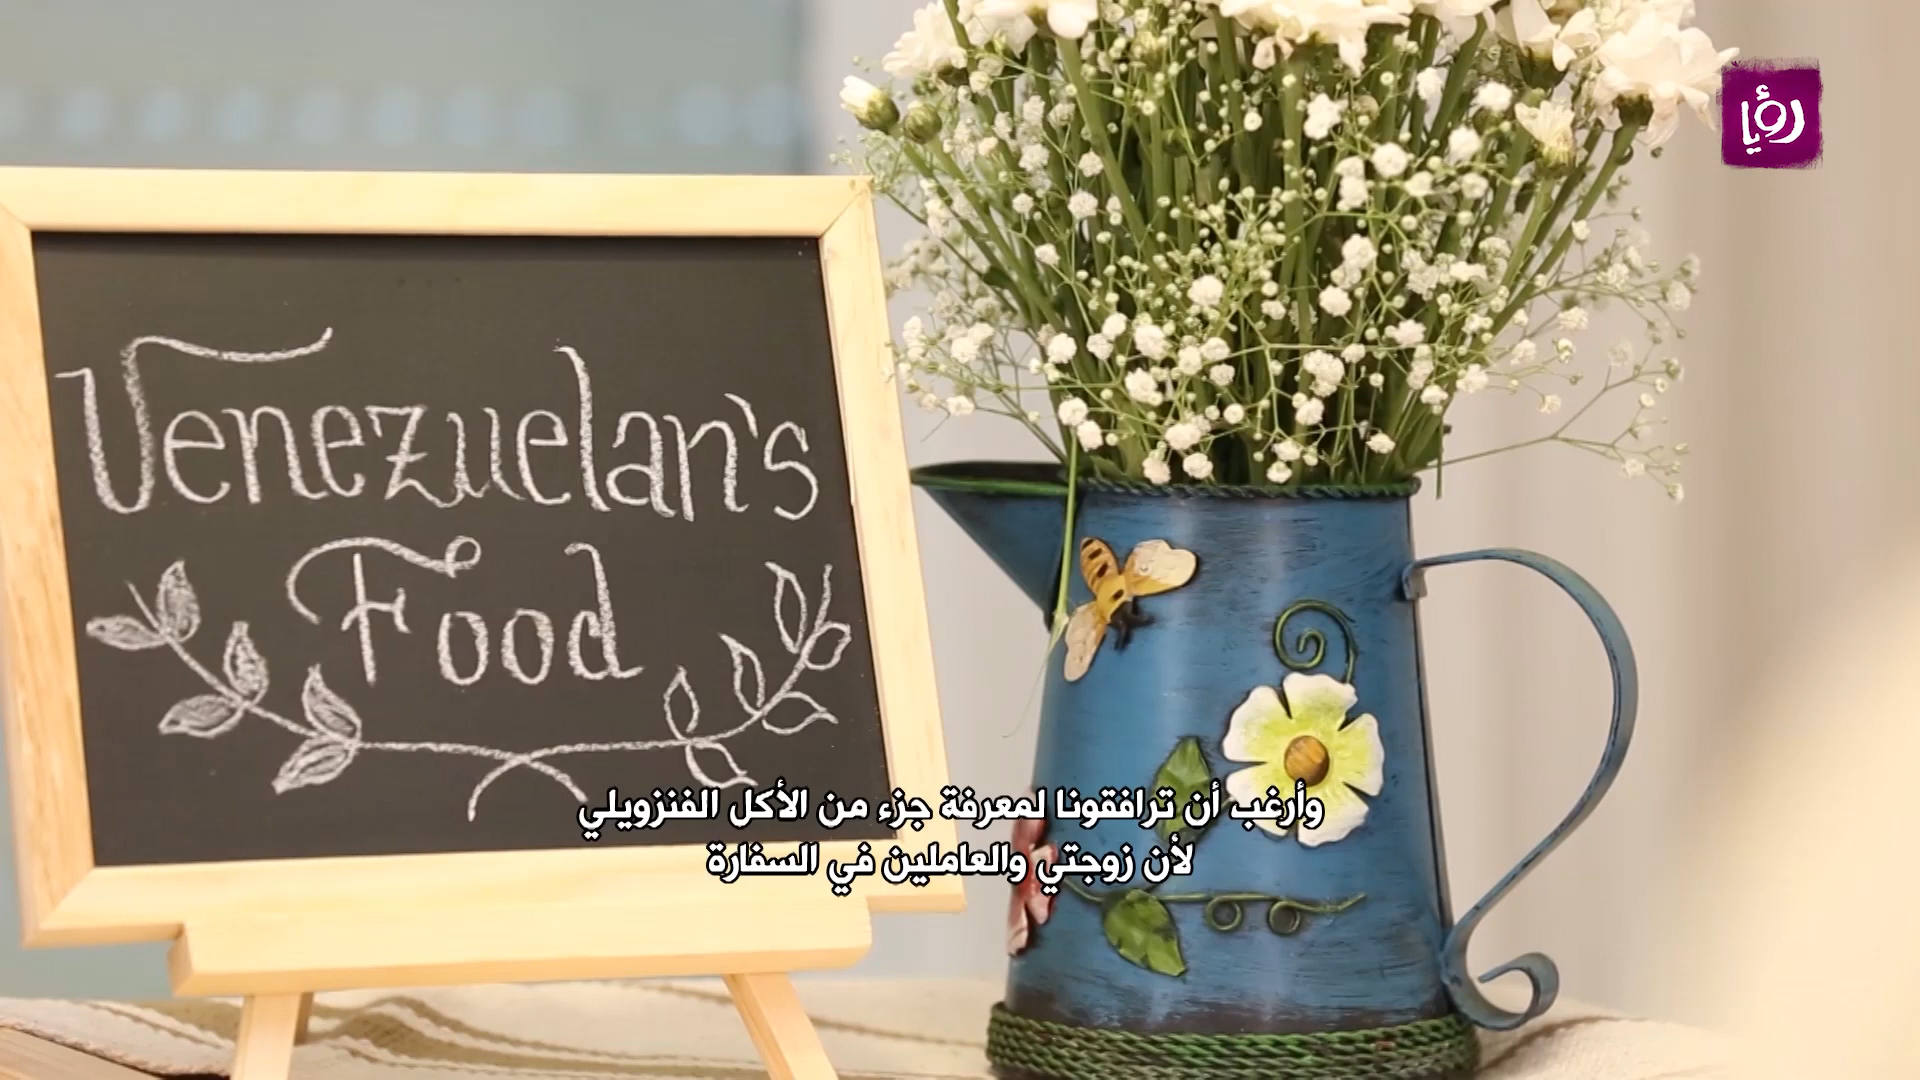 رؤيا
Venezuelan's
Food
وأرغب أن ترافقونا لمعرفة جزء من الأكل الفنزويلي
لأن زوجتي والعاملين في السفارة